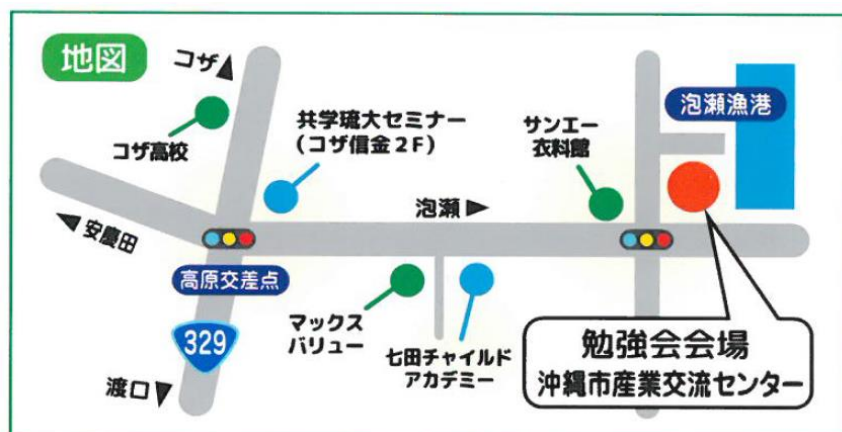 地図
コザ▲
コザ高校
共学琉大セミナー
(コザ信金2F)
サンエー
衣料館
泡瀬漁港
◀安慶田
泡瀬▶
高原交差点
329
マックス
バリュー
七田チャイルド
アカデミー
渡口▼
勉強会会場
沖縄市産業交流センター